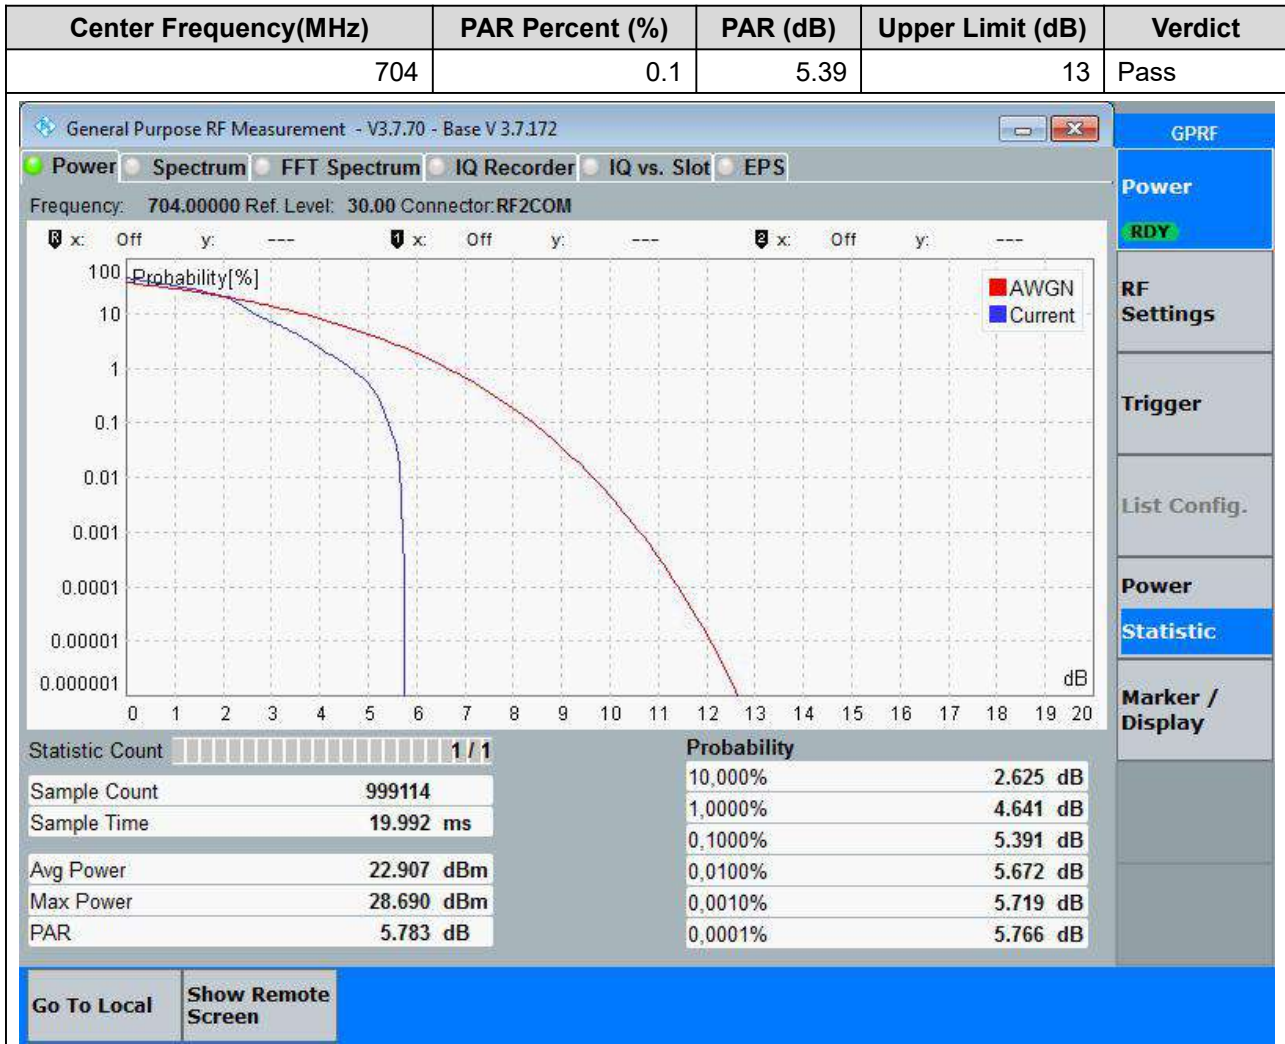 Center Frequency(MHz) PAR Percent (%) PAR (dB) Upper Limit (dB) Verdict
704 0.1 5.39 13 Pass
General Purpose RF Measurement - V3.7.70 - Base V 3.7.172
GPRF
Power Spectrum FFT Spectrum IQ Recorder IQ vs. Slot EPS
Frequency: 704.00000 Ref. Level: 30.00 Connector:RF2COM
R x: Off y: --- 1 x: Off y: --- 2 x: Off y: ---
Probability[%]
AWGN
Current
100
10
1
0.1
0.01
0.001
0.0001
0.00001
0.000001
dB
0 1 2 3 4 5 6 7 8 9 10 11 12 13 14 15 16 17 18 19 20
Statistic Count 1 / 1
Sample Count 999114
Sample Time 19.992 ms
Avg Power 22.907 dBm
Max Power 28.690 dBm
PAR 5.783 dB
Probability
10,000% 2.625 dB
1,0000% 4.641 dB
0,1000% 5.391 dB
0,0100% 5.672 dB
0,0010% 5.719 dB
0,0001% 5.766 dB
Power
RDY
RF
Settings
Trigger
List Config.
Power
Statistic
Marker /
Display
Go To Local
Show Remote
Screen